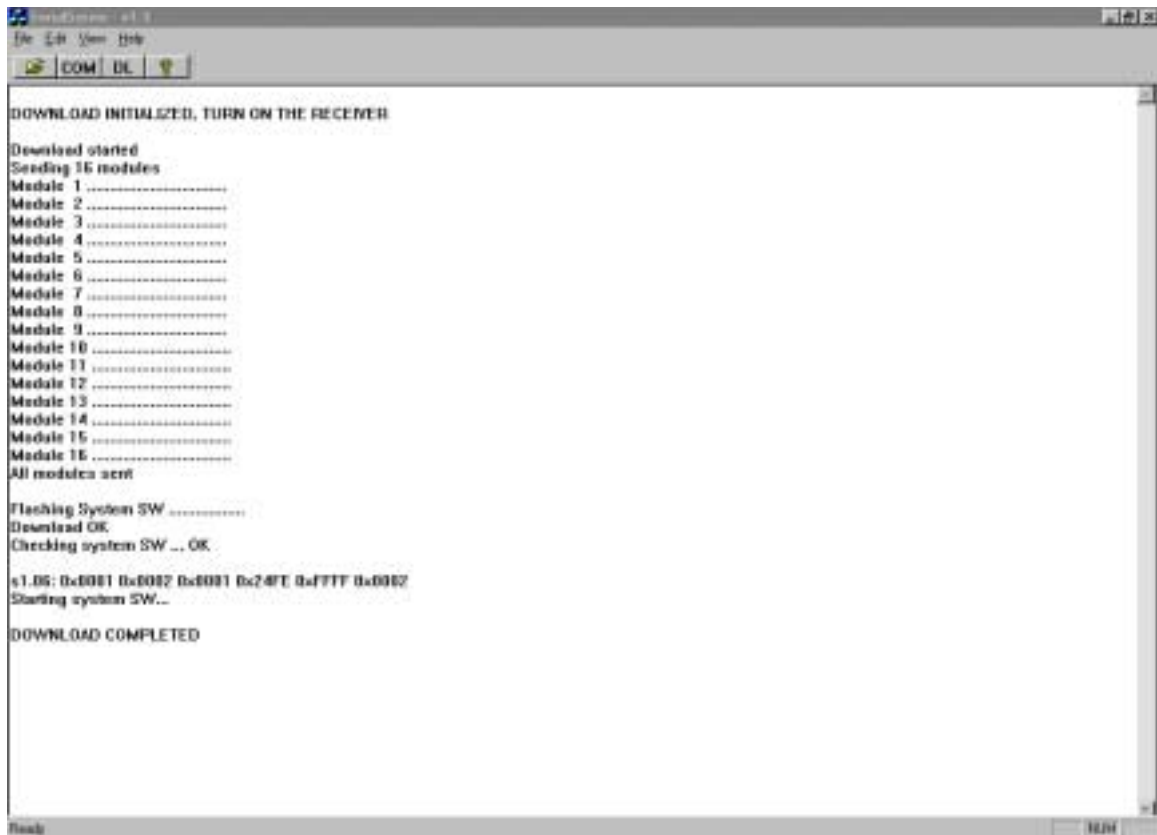 File Edit View Help
COM DL
DOWNLOAD INITIALIZED, TURN ON THE RECEIVER
Download started
Sending 16 modules
Module 1 ............................
Module 2 ............................
Module 3 ............................
Module 4 ............................
Module 5 ............................
Module 6 ............................
Module 7 ............................
Module 8 ............................
Module 9 ............................
Module 10 ............................
Module 11 ............................
Module 12 ............................
Module 13 ............................
Module 14 ............................
Module 15 ............................
Module 16 ............................
All modules sent
Flashing System SW ...............
Download OK
Checking system SW ... OK
s1.06: 0x0001 0x0002 0x0001 0x24FE 0xFFFF 0x0002
Starting system SW...
DOWNLOAD COMPLETED
Ready
NUM